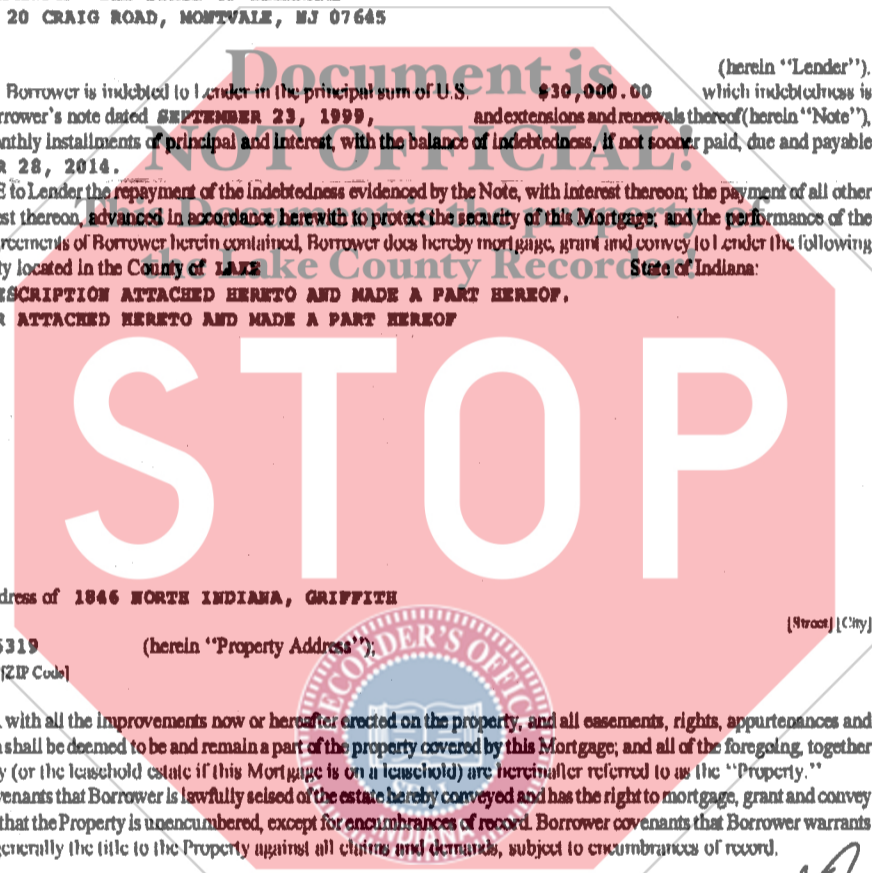 20 CRAIG ROAD, MONTVALE, NJ 07645
Document is
(herein "Lender").
Borrower is indebted to Lender in the principal sum of U.S. $30,000.00 which indebtedness is
rrower's note dated SEPTEMBER 23, 1999, and extensions and renewals thereof (herein "Note"),
NOT OFFICIAL!
onthly installments of principal and interest, with the balance of indebtedness, if not sooner paid, due and payable
R 28, 2014.
E to Lender the repayment of the indebtedness evidenced by the Note, with interest thereon; the payment of all other
This Document is the property of
st thereon, advanced in accordance herewith to protect the security of this Mortgage; and the performance of the
reements of Borrower herein contained, Borrower does hereby mortgage, grant and convey to Lender the following
the Lake County Recorder!
y located in the County of LAKE State of Indiana:
ESCRIPTION ATTACHED HERETO AND MADE A PART HEREOF.
R ATTACHED HERETO AND MADE A PART HEREOF
STOP
dress of 1846 NORTH INDIANA, GRIFFITH
[Street] [City]
6319 (herein "Property Address");
[ZIP Code]
RECORDER'S OFFIC
with all the improvements now or hereafter erected on the property, and all easements, rights, appurtenances and
shall be deemed to be and remain a part of the property covered by this Mortgage; and all of the foregoing, together
y (or the leasehold estate if this Mortgage is on a leasehold) are hereinafter referred to as the "Property."
venants that Borrower is lawfully seised of the estate hereby conveyed and has the right to mortgage, grant and convey
that the Property is unencumbered, except for encumbrances of record. Borrower covenants that Borrower warrants
generally the title to the Property against all claims and demands, subject to encumbrances of record.
INDIANA